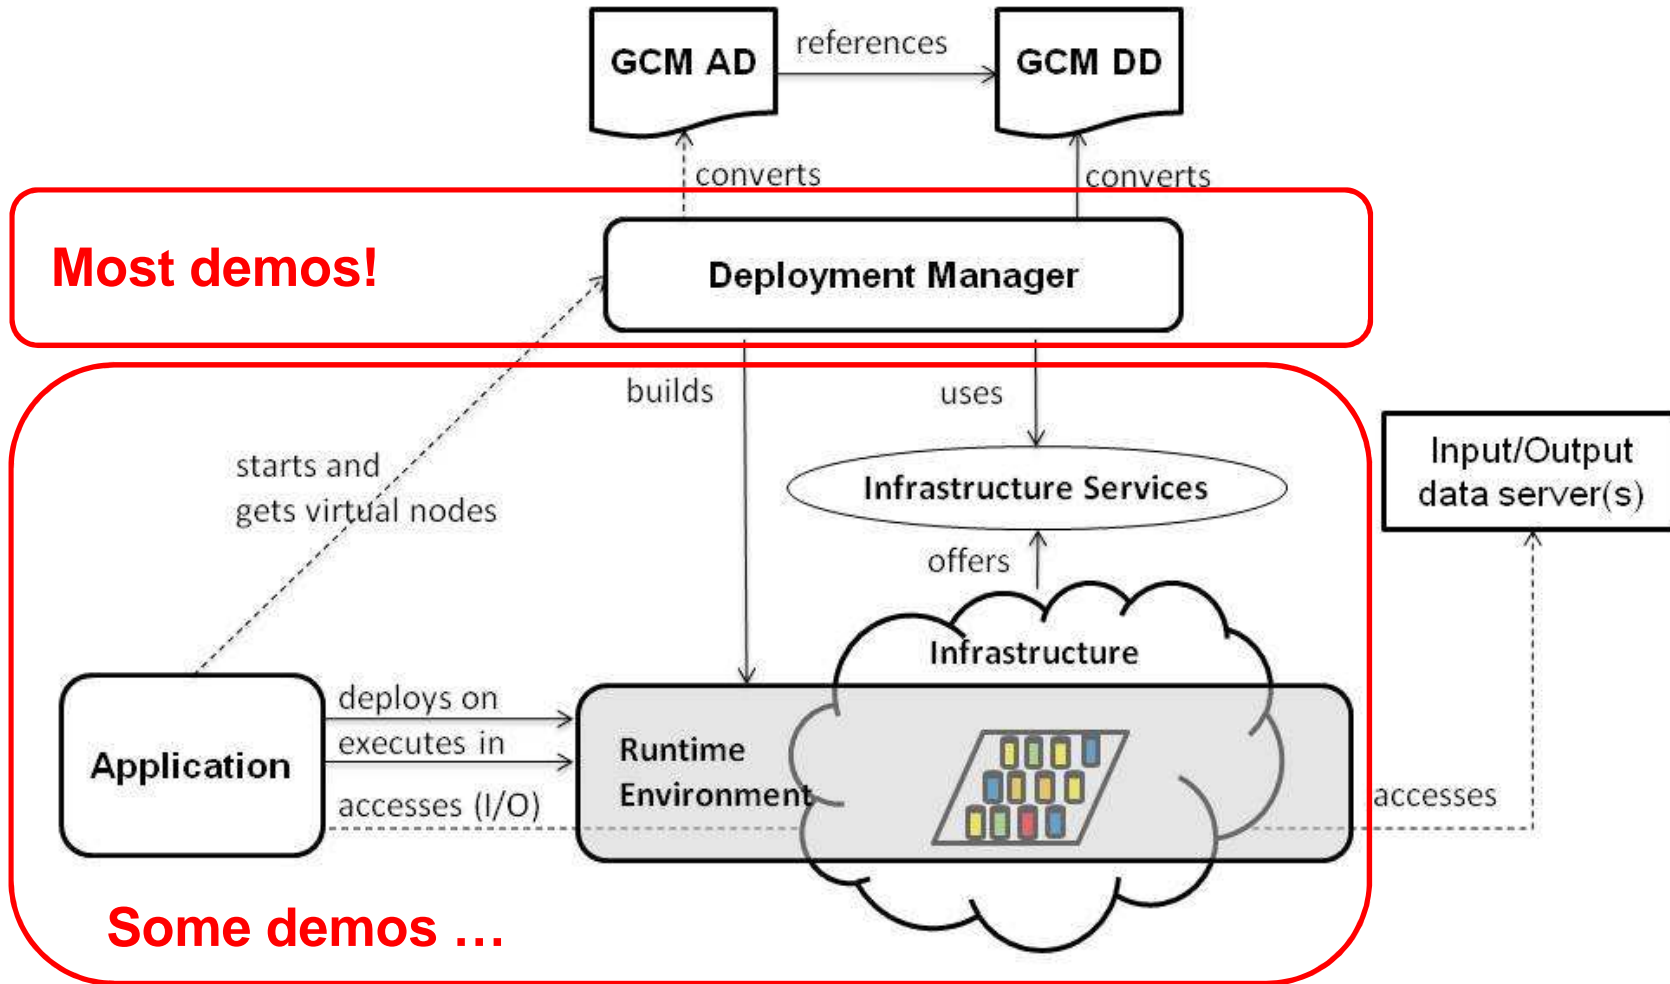 GCM AD
references
GCM DD
converts
converts
Most demos!
Deployment Manager
builds
uses
starts and
gets virtual nodes
Infrastructure Services
Input/Output
data server(s)
offers
Infrastructure
deploys on
executes in
accesses (I/O)
Application
Runtime
Environment
accesses
Some demos …